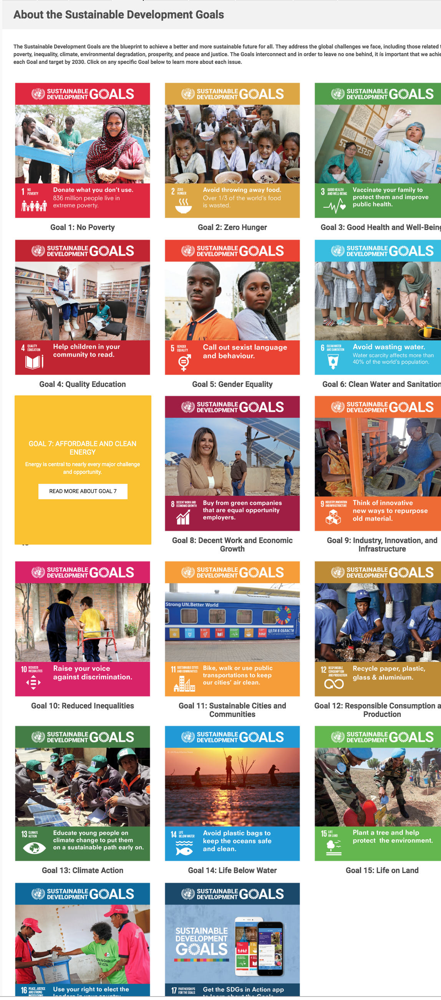 About the Sustainable Development Goals
The Sustainable Development Goals are the blueprint to achieve a better and more sustainable future for all. They address the global challenges we face, including those related
poverty, inequality, climate, environmental degradation, prosperity, and peace and justice. The Goals interconnect and in order to leave no one behind, it ís important that we
each Goal and target by 2030. Click on any specific Goal below to learn more about each issue.
SUSTAINABLE DEVELOPMENT GOALS
1 NO POVERTY
Donate what you don't use.
836 million people live in
extreme poverty.
Goal 1: No Poverty
SUSTAINABLE DEVELOPMENT GOALS
2 ZERO HUNGER
Avoid throwing away food.
Over 1/3 of the world's food
is wasted.
Goal 2: Zero Hunger
SUSTAINABLE DEVELOPMENT GOALS
3 GOOD HEALTH AND WELL-BEING
Vaccinate your family to
protect them and improve
public health.
Goal 3: Good Health and Well-Being
SUSTAINABLE DEVELOPMENT GOALS
4 QUALITY EDUCATION
Help children in your
community to read.
Goal 4: Quality Education
SUSTAINABLE DEVELOPMENT GOALS
5 GENDER EQUALITY
Call out sexist language
and behaviour.
Goal 5: Gender Equality
SUSTAINABLE DEVELOPMENT GOALS
6 CLEAN WATER AND SANITATION
Avoid wasting water.
Water scarcity affects more than
40% of the world's population.
Goal 6: Clean Water and Sanitation
GOAL 7: AFFORDABLE AND CLEAN
ENERGY
Energy is central to nearly every major challenge
and opportunity.
READ MORE ABOUT GOAL 7
SUSTAINABLE DEVELOPMENT GOALS
8 DECENT WORK AND ECONOMIC GROWTH
Buy from green companies
that are equal opportunity
employers.
Goal 8: Decent Work and Economic
Growth
SUSTAINABLE DEVELOPMENT GOALS
9 INDUSTRY, INNOVATION AND INFRASTRUCTURE
Think of innovative
new ways to repurpose
old material.
Goal 9: Industry, Innovation, and
Infrastructure
SUSTAINABLE DEVELOPMENT GOALS
10 REDUCED INEQUALITIES
Raise your voice
against discrimination.
Goal 10: Reduced Inequalities
SUSTAINABLE DEVELOPMENT GOALS
Strong UN.Better World
ЦЕЛИ В ОБЛАСТИ
УСТОЙЧИВОГО РАЗВИТИЯ
11 SUSTAINABLE CITIES AND COMMUNITIES
Bike, walk or use public
transportations to keep
our cities' air clean.
Goal 11: Sustainable Cities and
Communities
SUSTAINABLE DEVELOPMENT GOALS
12 RESPONSIBLE CONSUMPTION AND PRODUCTION
Recycle paper, plastic,
glass & aluminium.
Goal 12: Responsible Consumption
Production
SUSTAINABLE DEVELOPMENT GOALS
13 CLIMATE ACTION
Educate young people on
climate change to put them
on a sustainable path early on.
Goal 13: Climate Action
SUSTAINABLE DEVELOPMENT GOALS
14 LIFE BELOW WATER
Avoid plastic bags to
keep the oceans safe
and clean.
Goal 14: Life Below Water
SUSTAINABLE DEVELOPMENT GOALS
15 LIFE ON LAND
Plant a tree and help
protect the environment.
Goal 15: Life on Land
SUSTAINABLE DEVELOPMENT GOALS
16 PEACE, JUSTICE AND STRONG INSTITUTIONS
Use your right to elect the
leaders in your country
SUSTAINABLE DEVELOPMENT GOALS
SUSTAINABLE
DEVELOPMENT
GOALS
17 GOALS
TO TRANSFORM
OUR WORLD
17 PARTNERSHIPS FOR THE GOALS
Get the SDGs in Action app
to learn about the Goals